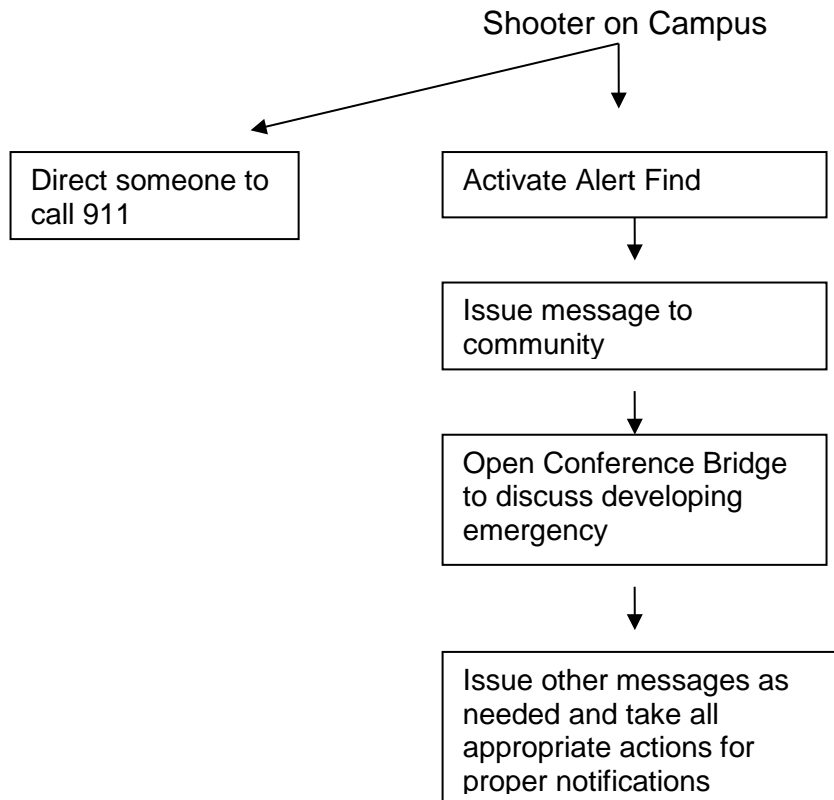 Shooter on Campus
Direct someone to
call 911
Activate Alert Find
Issue message to
community
Open Conference Bridge
to discuss developing
emergency
Issue other messages as
needed and take all
appropriate actions for
proper notifications